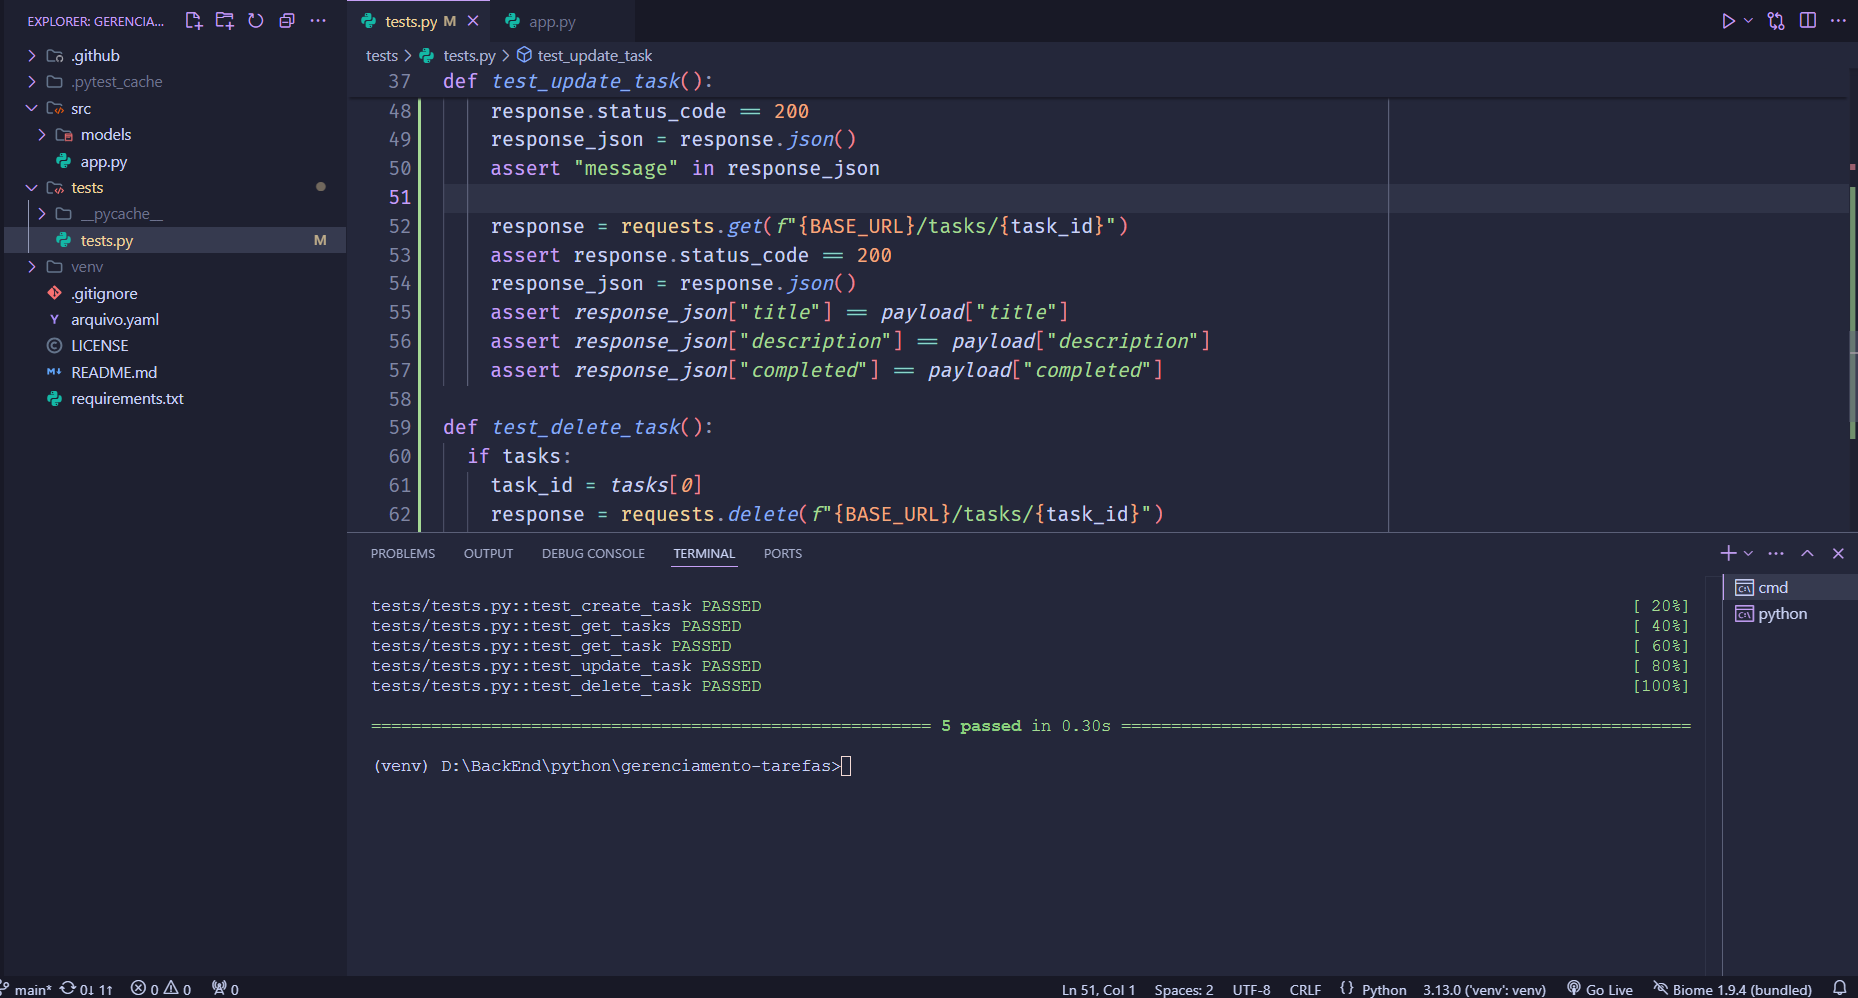 EXPLORER: GERENCIA...
.github
.pytest_cache
src
models
app.py
tests
__pycache__
tests.py M
venv
.gitignore
arquivo.yaml
LICENSE
README.md
requirements.txt
tests.py M
app.py
tests > tests.py > test_update_task
37 def test_update_task():
48 response.status_code == 200
49 response_json = response.json()
50 assert "message" in response_json
51
52 response = requests.get(f"{BASE_URL}/tasks/{task_id}")
53 assert response.status_code == 200
54 response_json = response.json()
55 assert response_json["title"] == payload["title"]
56 assert response_json["description"] == payload["description"]
57 assert response_json["completed"] == payload["completed"]
58
59 def test_delete_task():
60 if tasks:
61 task_id = tasks[0]
62 response = requests.delete(f"{BASE_URL}/tasks/{task_id}")
PROBLEMS OUTPUT DEBUG CONSOLE TERMINAL PORTS
tests/tests.py::test_create_task PASSED [ 20%]
tests/tests.py::test_get_tasks PASSED [ 40%]
tests/tests.py::test_get_task PASSED [ 60%]
tests/tests.py::test_update_task PASSED [ 80%]
tests/tests.py::test_delete_task PASSED [100%]
======================================================== 5 passed in 0.30s =========================================================
(venv) D:\BackEnd\python\gerenciamento-tarefas>
cmd
python
main* 0↓ 1↑ 0 0 0 Ln 51, Col 1 Spaces: 2 UTF-8 CRLF {} Python 3.13.0 ('venv': venv) Go Live Biome 1.9.4 (bundled)